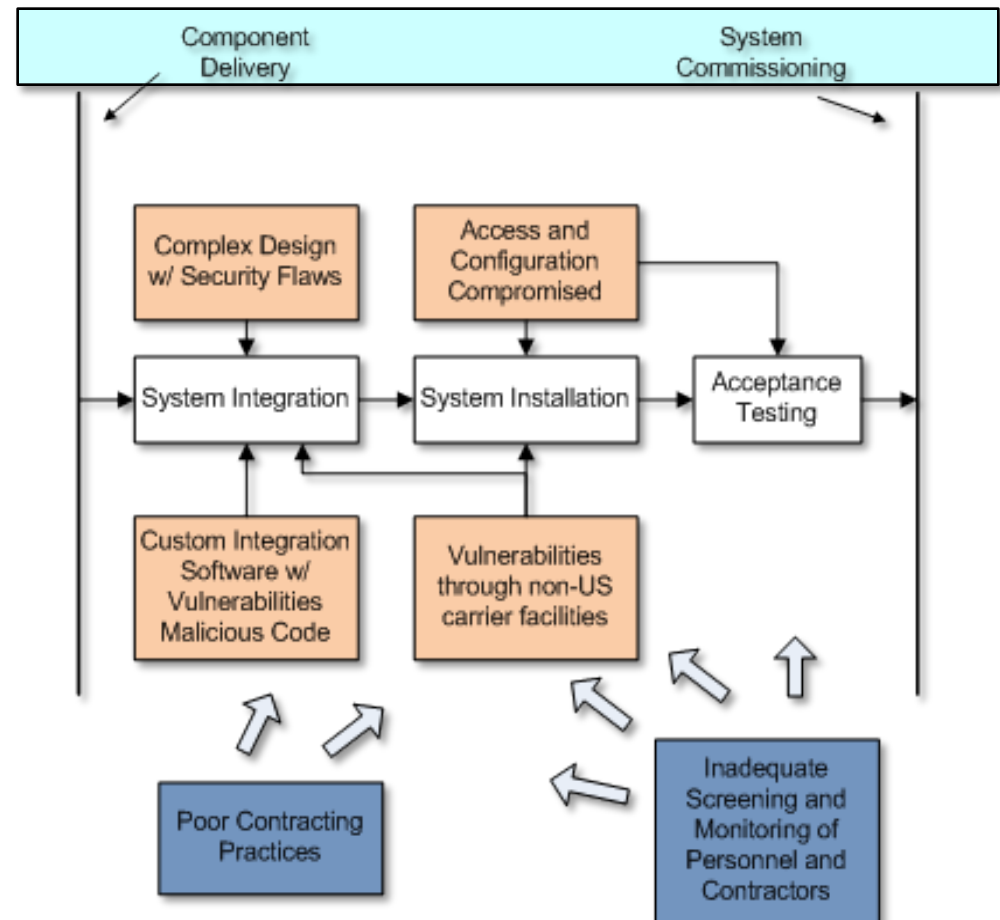 Component
Delivery
System
Commissioning
Complex Design
w/ Security Flaws
Access and
Configuration
Compromised
System Integration
System Installation
Acceptance
Testing
Custom Integration
Software w/
Vulnerabilities
Malicious Code
Vulnerabilities
through non-US
carrier facilities
Poor Contracting
Practices
Inadequate
Screening and
Monitoring of
Personnel and
Contractors